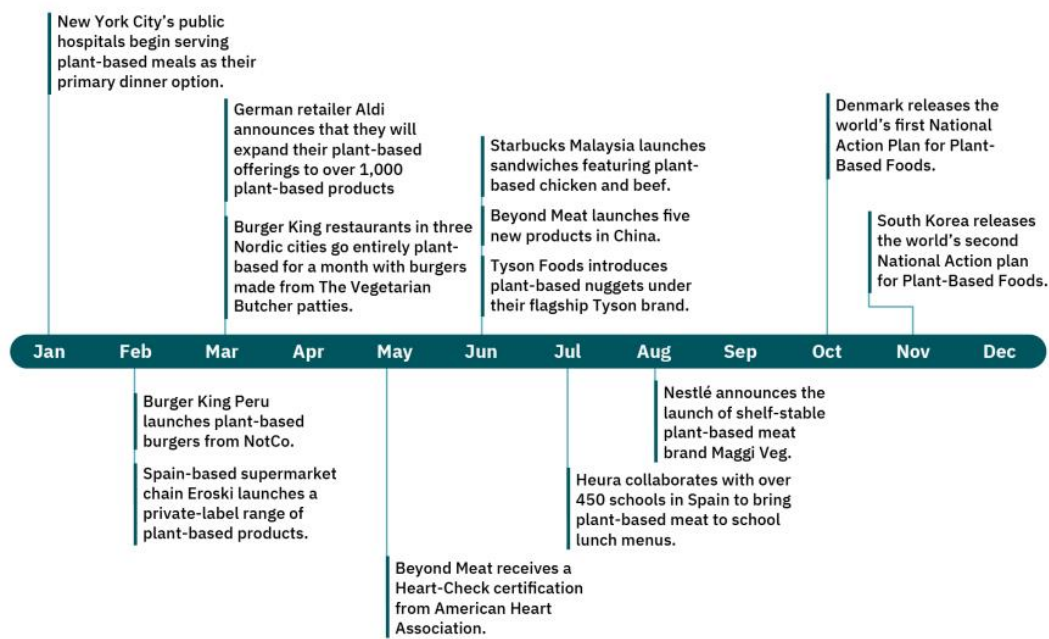 New York City's public
hospitals begin serving
plant-based meals as their
primary dinner option.
German retailer Aldi
announces that they will
expand their plant-based
offerings to over 1,000
plant-based products
Burger King restaurants in three
Nordic cities go entirely plant-
based for a month with burgers
made from The Vegetarian
Butcher patties.
Starbucks Malaysia launches
sandwiches featuring plant-
based chicken and beef.
Beyond Meat launches five
new products in China.
Tyson Foods introduces
plant-based nuggets under
their flagship Tyson brand.
Denmark releases the
world's first National
Action Plan for Plant-
Based Foods.
South Korea releases
the world's second
National Action plan
for Plant-Based Foods.
Jan Feb Mar Apr May Jun Jul Aug Sep Oct Nov Dec
Burger King Peru
launches plant-based
burgers from NotCo.
Spain-based supermarket
chain Eroski launches a
private-label range of
plant-based products.
Beyond Meat receives a
Heart-Check certification
from American Heart
Association.
Heura collaborates with over
450 schools in Spain to bring
plant-based meat to school
lunch menus.
Nestlé announces the
launch of shelf-stable
plant-based meat
brand Maggi Veg.